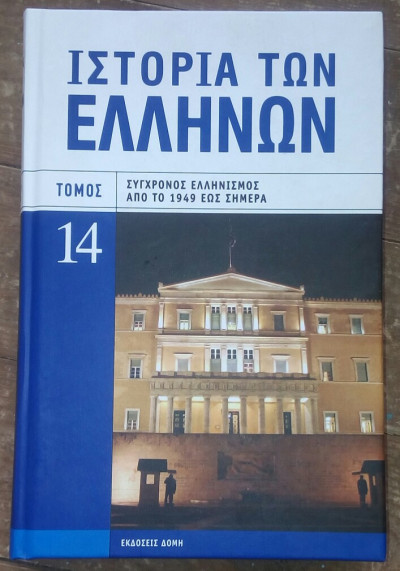 ΙΣΤΟΡΙΑ ΤΩΝ
ΕΛΛΗΝΩΝ
ΤΟΜΟΣ
14
ΣΥΓΧΡΟΝΟΣ ΕΛΛΗΝΙΣΜΟΣ
ΑΠΟ ΤΟ 1949 ΕΩΣ ΣΗΜΕΡΑ
ΕΚΔΟΣΕΙΣ ΔΟΜΗ